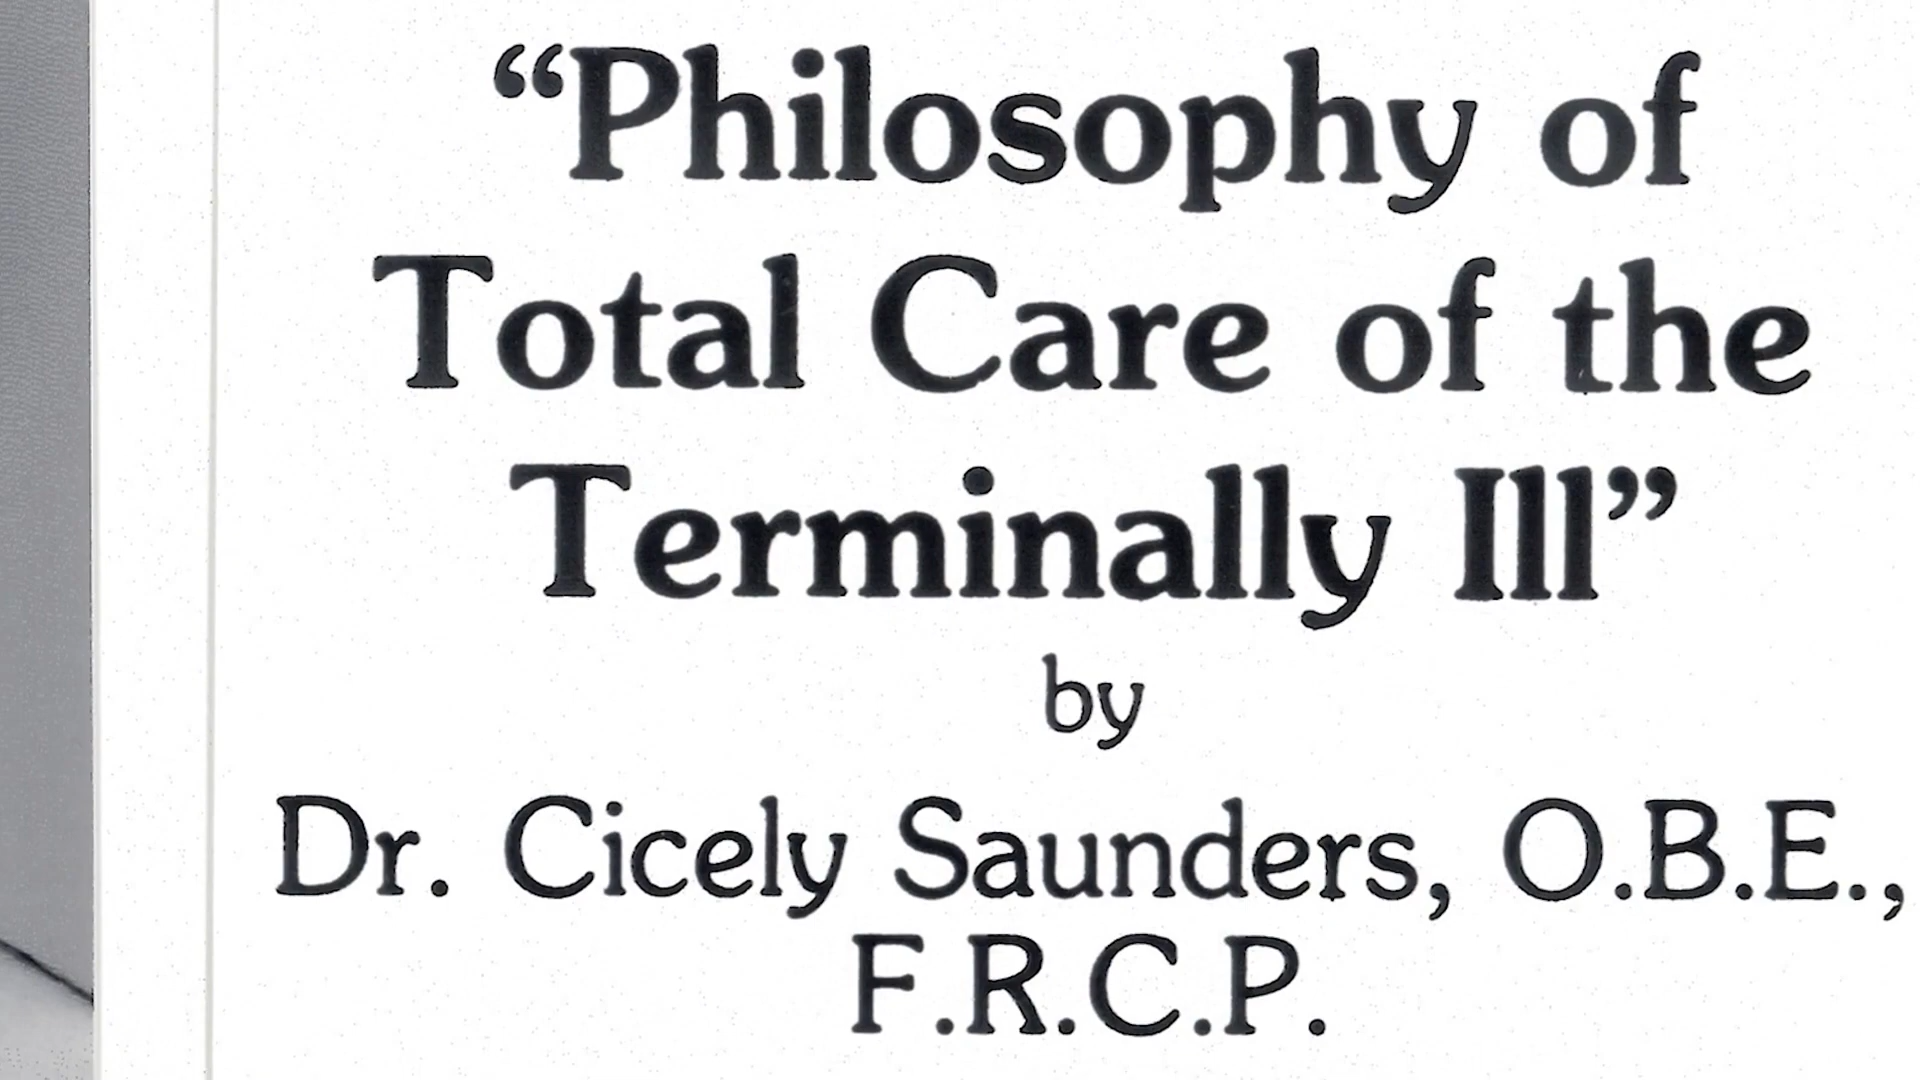 “Philosophy of
Total Care of the
Terminally Ill”
by
Dr. Cicely Saunders, O.B.E.,
F.R.C.P.